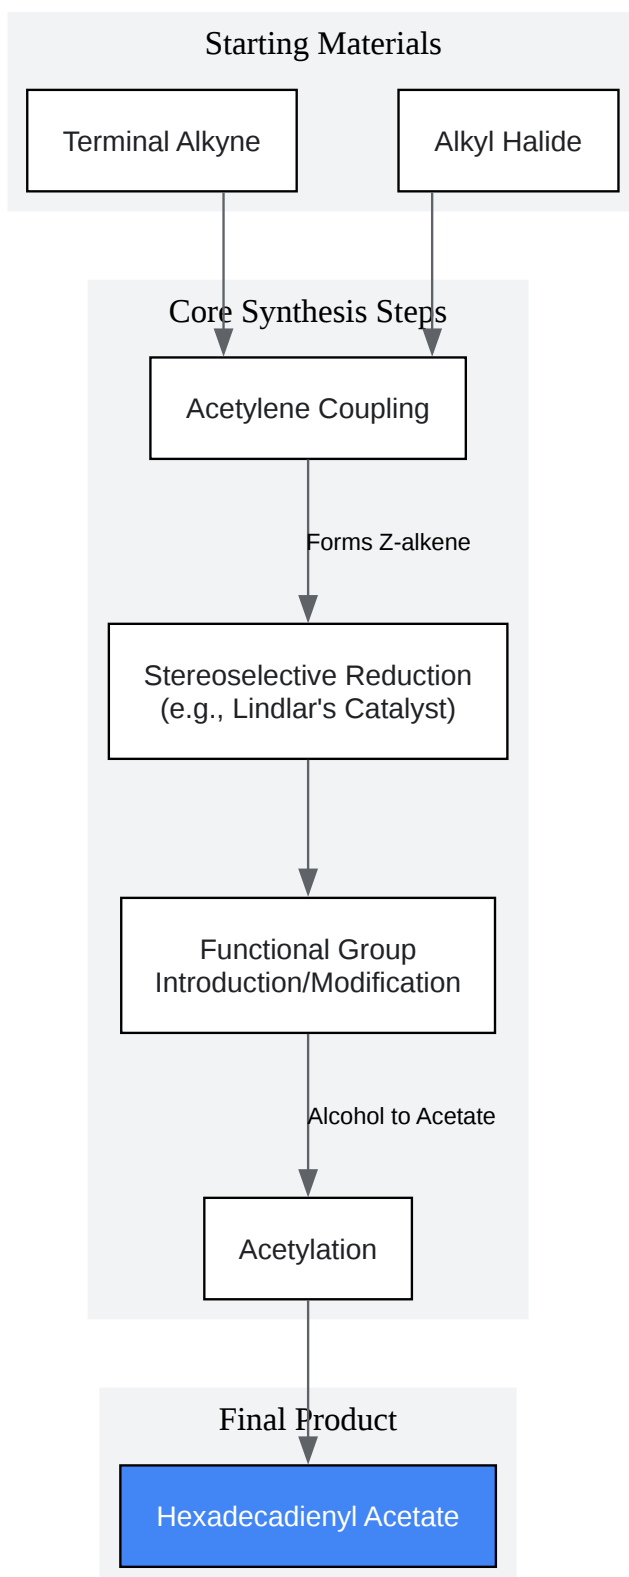 Starting Materials
Terminal Alkyne
Alkyl Halide
Core Synthesis Steps
Acetylene Coupling
Forms Z-alkene
Stereoselective Reduction
(e.g., Lindlar's Catalyst)
Functional Group
Introduction/Modification
Alcohol to Acetate
Acetylation
Final Product
Hexadecadienyl Acetate